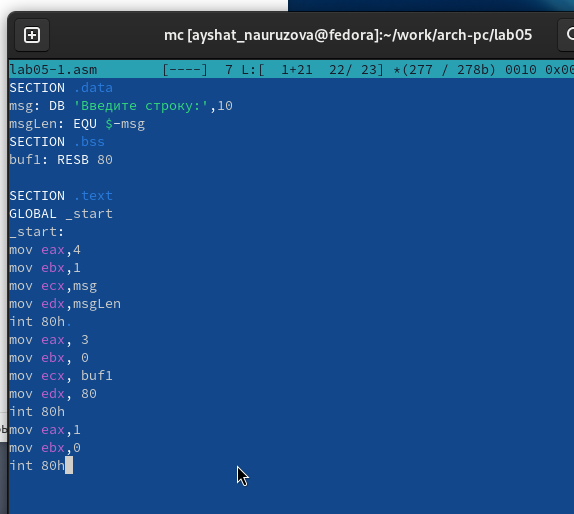 mc [ayshat_nauruzova@fedora]:~/work/arch-pc/lab05
lab05-1.asm [----] 7 L:[ 1+21 22/ 23] *(277 / 278b) 0010 0x00
SECTION .data
msg: DB 'Введите строку:',10
msgLen: EQU $-msg
SECTION .bss
buf1: RESB 80
SECTION .text
GLOBAL _start
_start:
mov eax,4
mov ebx,1
mov ecx,msg
mov edx,msgLen
int 80h
mov eax, 3
mov ebx, 0
mov ecx, buf1
mov edx, 80
int 80h
mov eax,1
mov ebx,0
int 80h